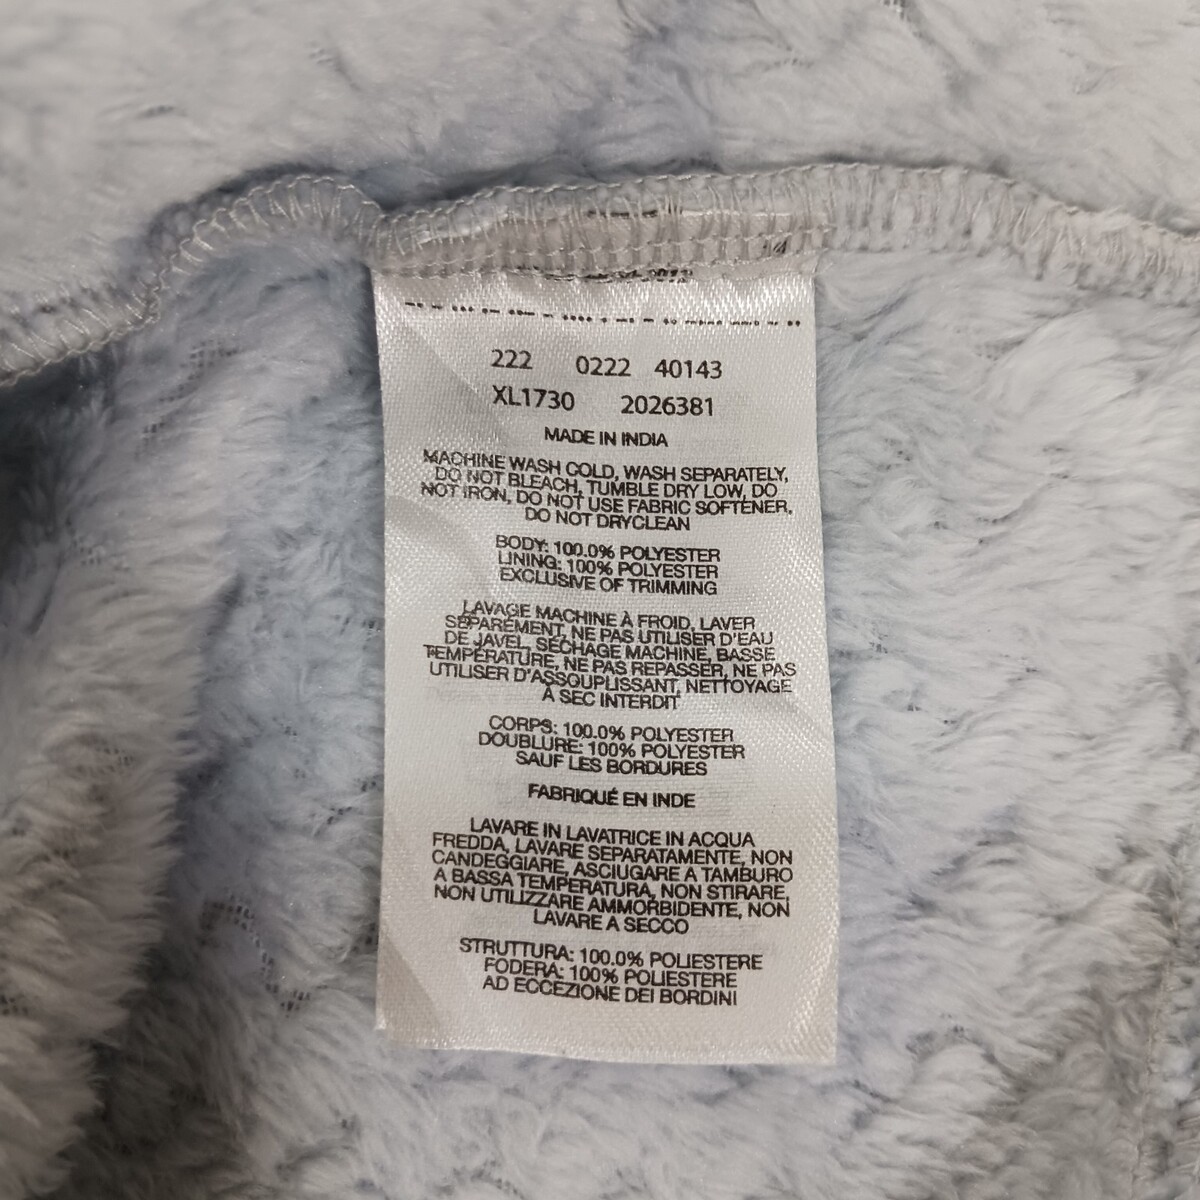 222 0222 40143
XL1730 2026381
MADE IN INDIA
MACHINE WASH COLD, WASH SEPARATELY,
DO NOT BLEACH, TUMBLE DRY LOW, DO
NOT IRON, DO NOT USE FABRIC SOFTENER,
DO NOT DRYCLEAN
BODY: 100.0% POLYESTER
LINING: 100% POLYESTER
EXCLUSIVE OF TRIMMING
LAVAGE MACHINE À FROID, LAVER
SÉPARÉMENT, NE PAS UTILISER D'EAU
DE JAVEL, SÉCHAGE MACHINE, BASSE
TEMPÉRATURE, NE PAS REPASSER, NE PAS
UTILISER D'ASSOUPLISSANT, NETTOYAGE
À SEC INTERDIT
CORPS: 100.0% POLYESTER
DOUBLURE: 100% POLYESTER
SAUF LES BORDURES
FABRIQUÉ EN INDE
LAVARE IN LAVATRICE IN ACQUA
FREDDA, LAVARE SEPARATAMENTE, NON
CANDEGGIARE, ASCIUGARE A TAMBURO
A BASSA TEMPERATURA, NON STIRARE,
NON UTILIZZARE AMMORBIDENTE, NON
LAVARE A SECCO
STRUTTURA: 100.0% POLIESTERE
FODERA: 100% POLIESTERE
AD ECCEZIONE DEI BORDINI